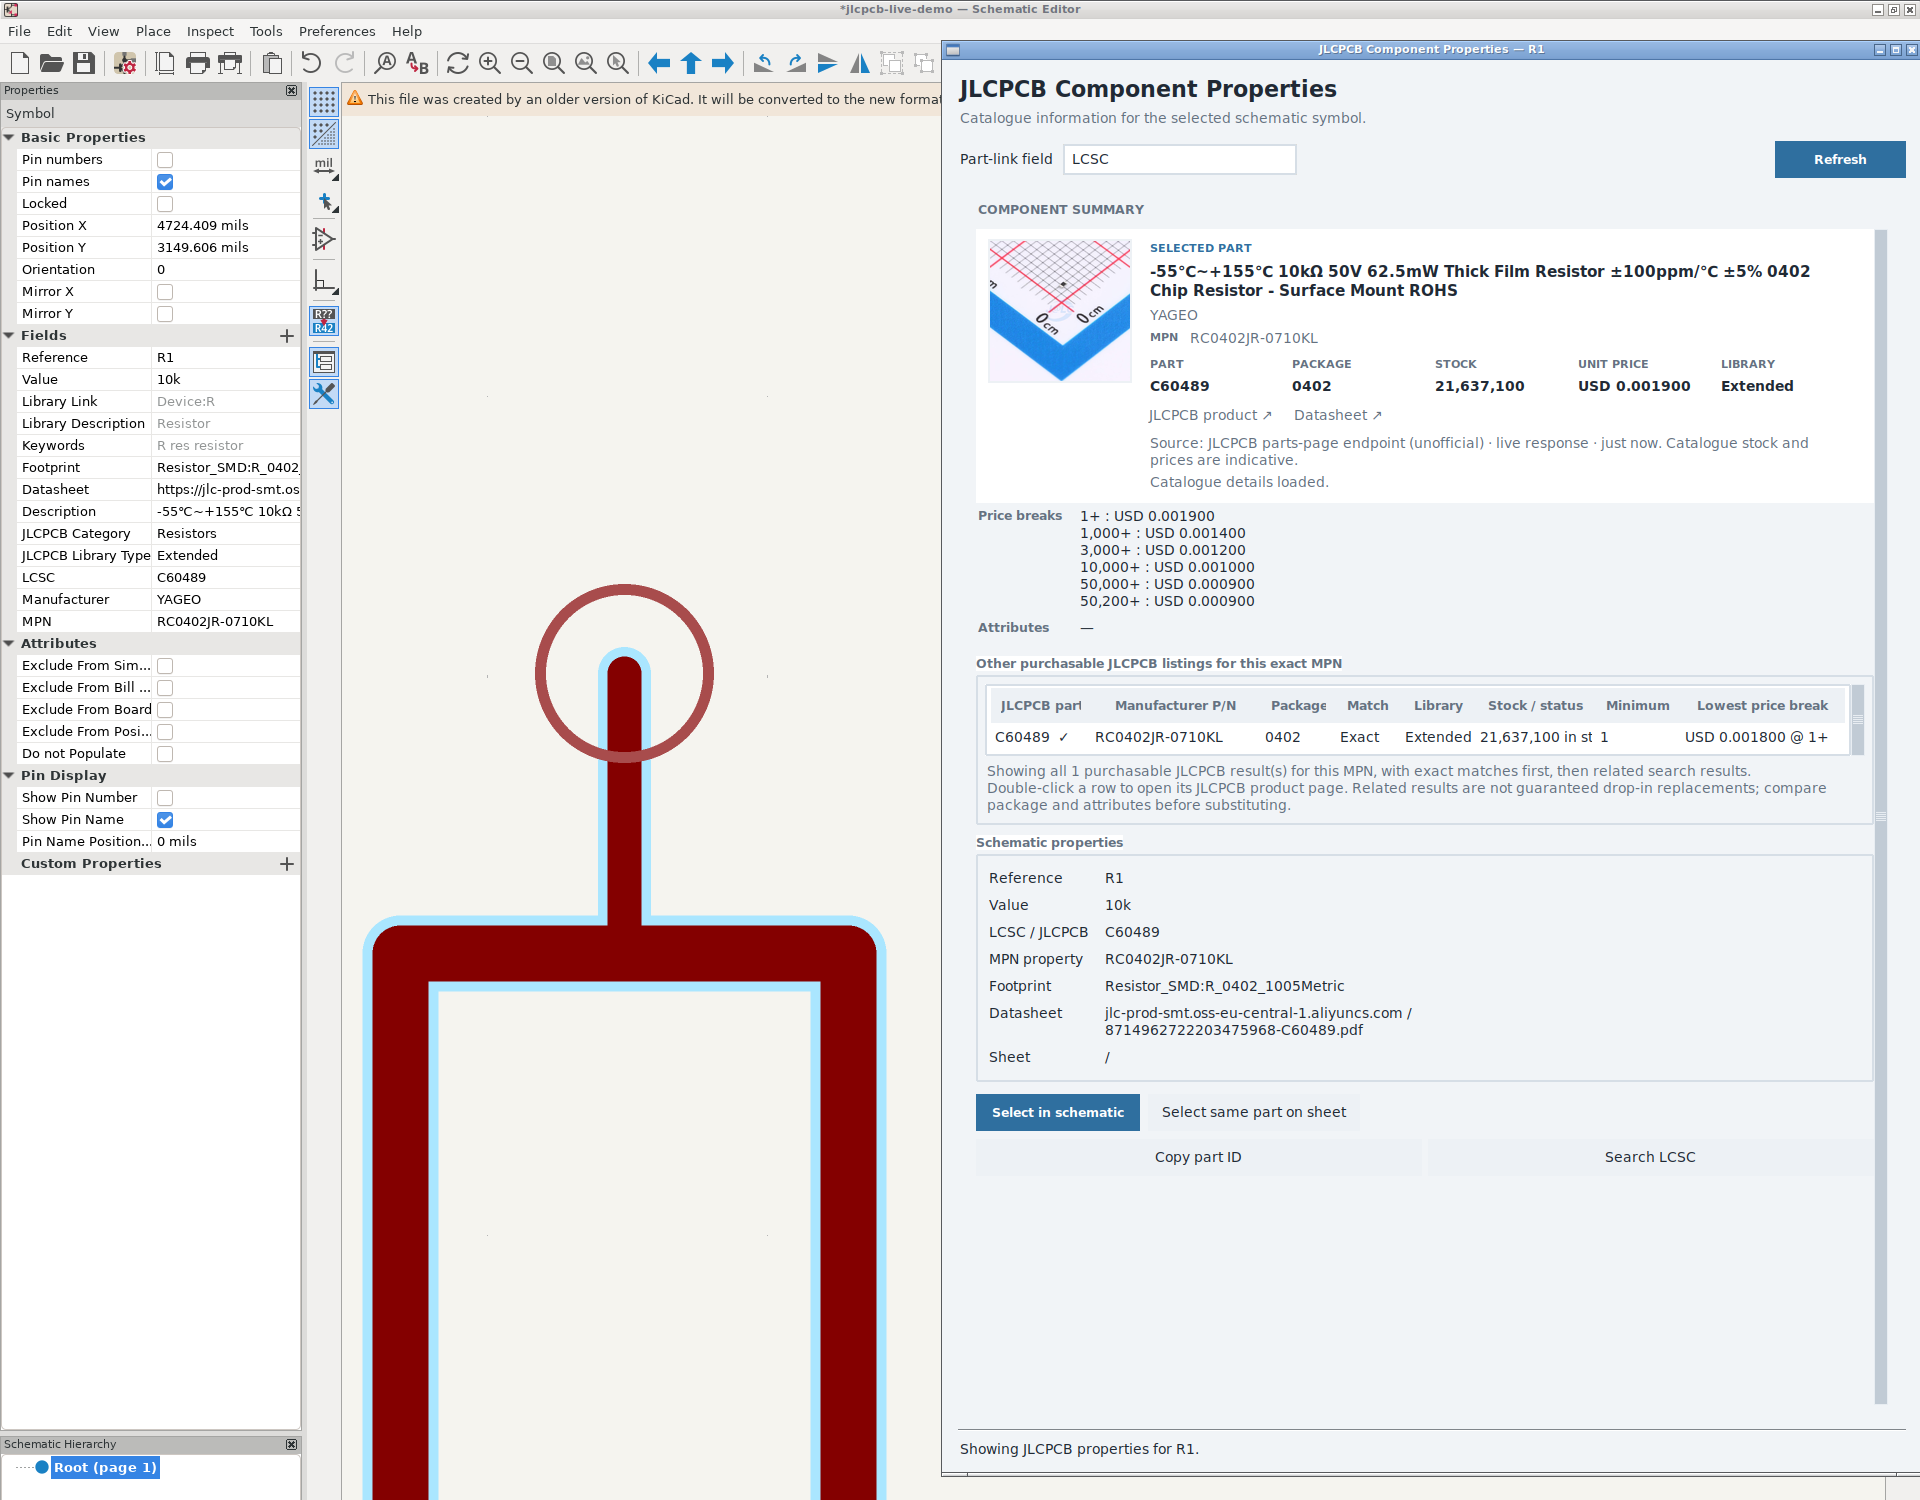 *jlcpcb-live-demo — Schematic Editor
File Edit View Place Inspect Tools Preferences Help
Properties
Symbol
Basic Properties
Pin numbers
Pin names
Locked
Position X 4724.409 mils
Position Y 3149.606 mils
Orientation 0
Mirror X
Mirror Y
Fields
Reference R1
Value 10k
Library Link Device:R
Library Description Resistor
Keywords R res resistor
Footprint Resistor_SMD:R_0402_
Datasheet https://jlc-prod-smt.os
Description -55℃~+155℃ 10kΩ 5
JLCPCB Category Resistors
JLCPCB Library Type Extended
LCSC C60489
Manufacturer YAGEO
MPN RC0402JR-0710KL
Attributes
Exclude From Sim...
Exclude From Bill ...
Exclude From Board
Exclude From Posi...
Do not Populate
Pin Display
Show Pin Number
Show Pin Name
Pin Name Position... 0 mils
Custom Properties
Schematic Hierarchy
Root (page 1)
mil
R??
R42
This file was created by an older version of KiCad. It will be converted to the new format
JLCPCB Component Properties — R1
JLCPCB Component Properties
Catalogue information for the selected schematic symbol.
Part-link field LCSC Refresh
COMPONENT SUMMARY
0cm 0cm
SELECTED PART
-55℃~+155℃ 10kΩ 50V 62.5mW Thick Film Resistor ±100ppm/℃ ±5% 0402
Chip Resistor - Surface Mount ROHS
YAGEO
MPN RC0402JR-0710KL
PART PACKAGE STOCK UNIT PRICE LIBRARY
C60489 0402 21,637,100 USD 0.001900 Extended
JLCPCB product ↗ Datasheet ↗
Source: JLCPCB parts-page endpoint (unofficial) · live response · just now. Catalogue stock and
prices are indicative.
Catalogue details loaded.
Price breaks 1+ : USD 0.001900
1,000+ : USD 0.001400
3,000+ : USD 0.001200
10,000+ : USD 0.001000
50,000+ : USD 0.000900
50,200+ : USD 0.000900
Attributes —
Other purchasable JLCPCB listings for this exact MPN
JLCPCB part Manufacturer P/N Package Match Library Stock / status Minimum Lowest price break
C60489 ✓ RC0402JR-0710KL 0402 Exact Extended 21,637,100 in st 1 USD 0.001800 @ 1+
Showing all 1 purchasable JLCPCB result(s) for this MPN, with exact matches first, then related search results.
Double-click a row to open its JLCPCB product page. Related results are not guaranteed drop-in replacements; compare
package and attributes before substituting.
Schematic properties
Reference R1
Value 10k
LCSC / JLCPCB C60489
MPN property RC0402JR-0710KL
Footprint Resistor_SMD:R_0402_1005Metric
Datasheet jlc-prod-smt.oss-eu-central-1.aliyuncs.com /
8714962722203475968-C60489.pdf
Sheet /
Select in schematic Select same part on sheet
Copy part ID Search LCSC
Showing JLCPCB properties for R1.